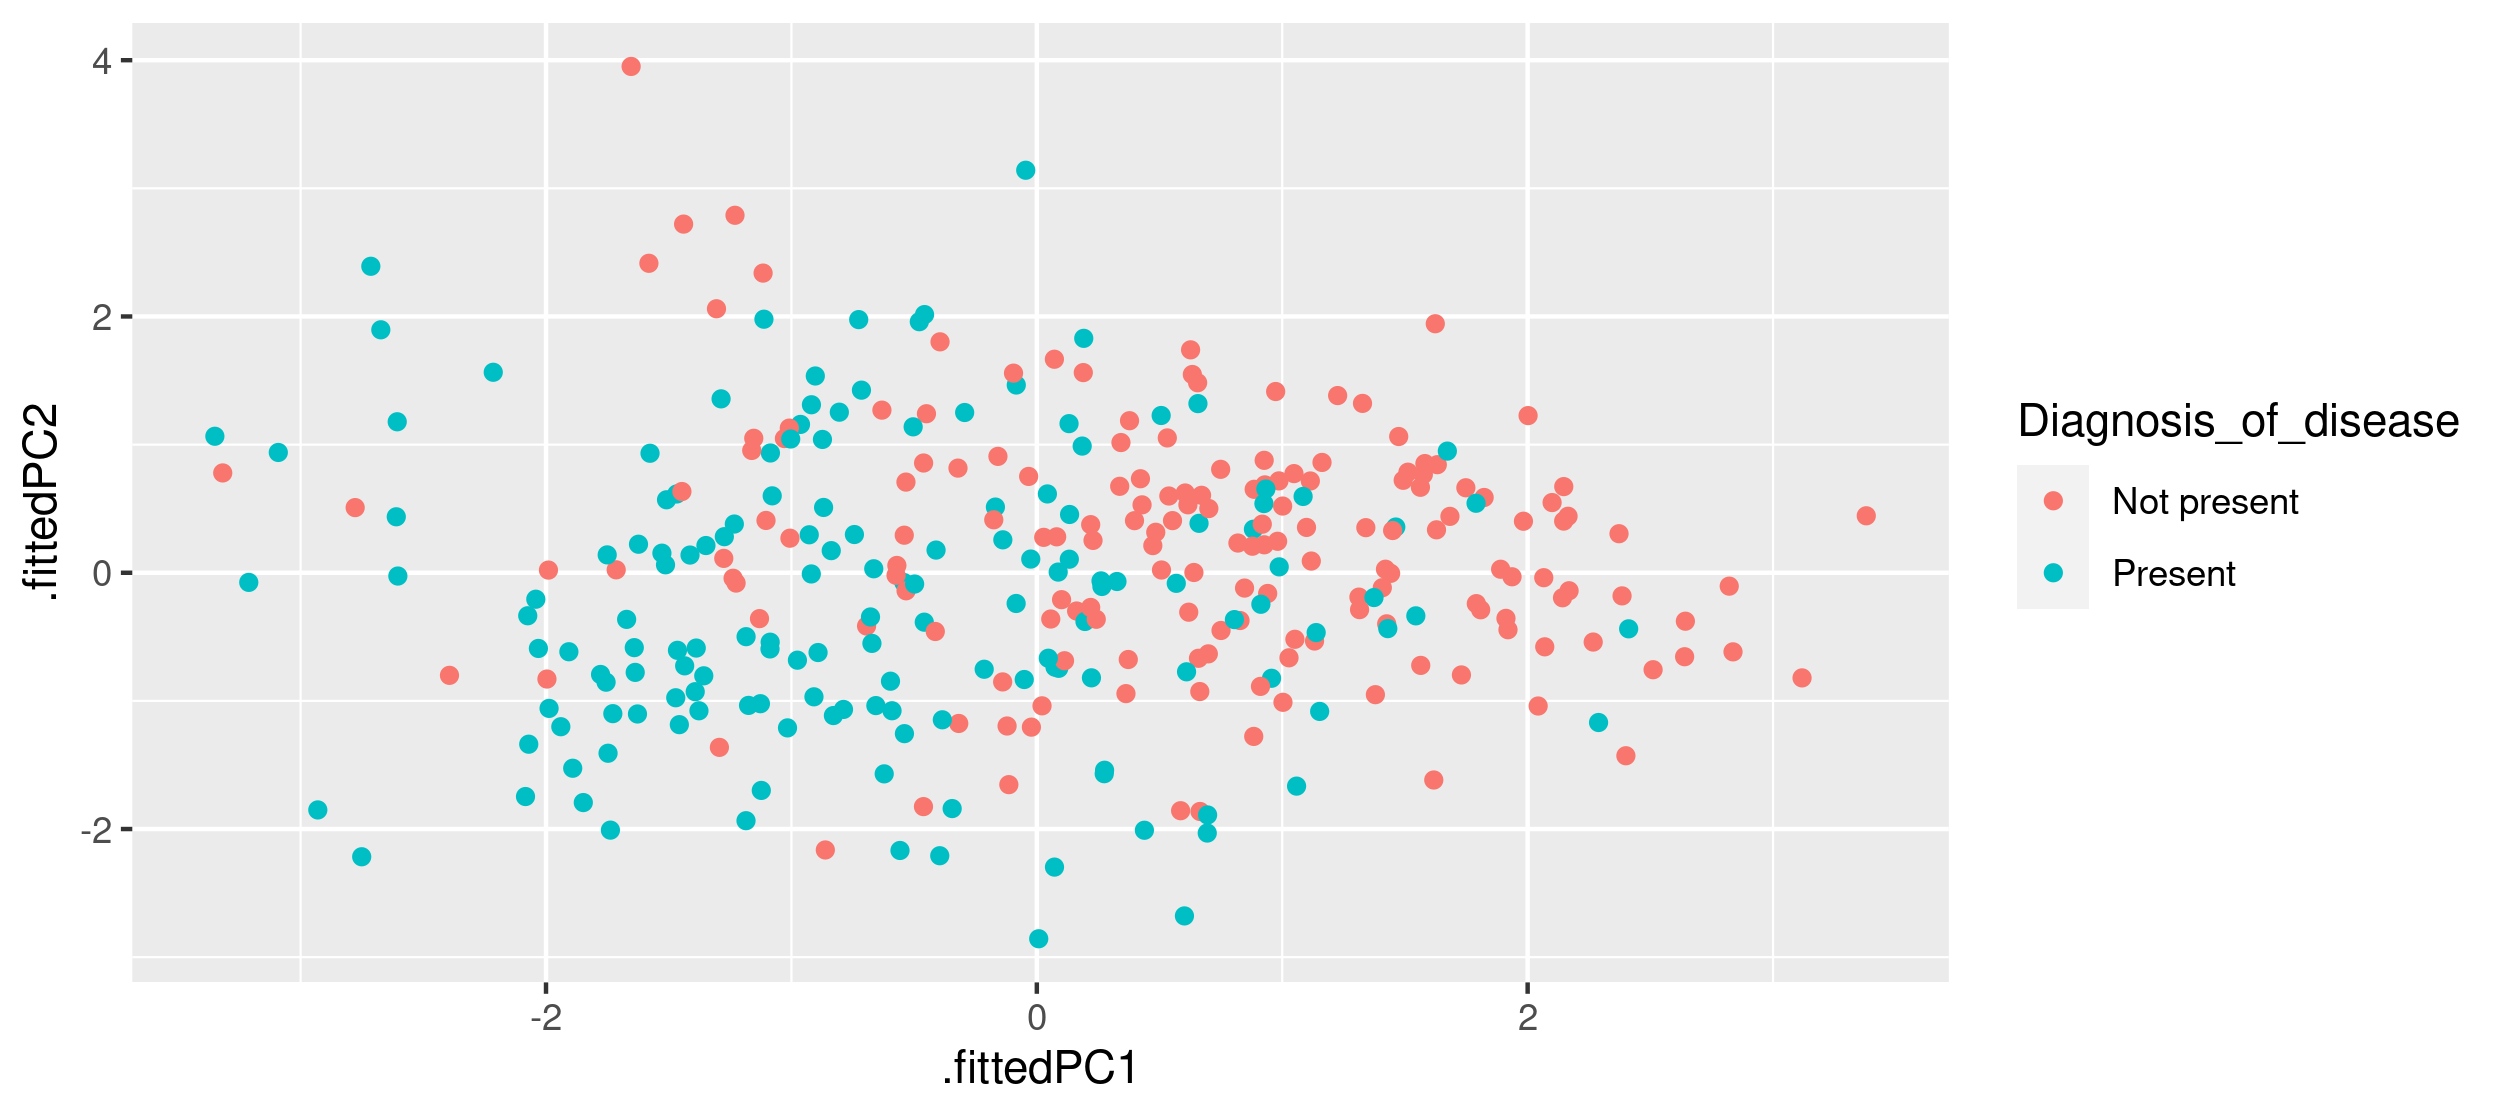 4
2
0
-2
-2
0
2
.fittedPC2
.fittedPC1
Diagnosis_of_disease
Not present
Present